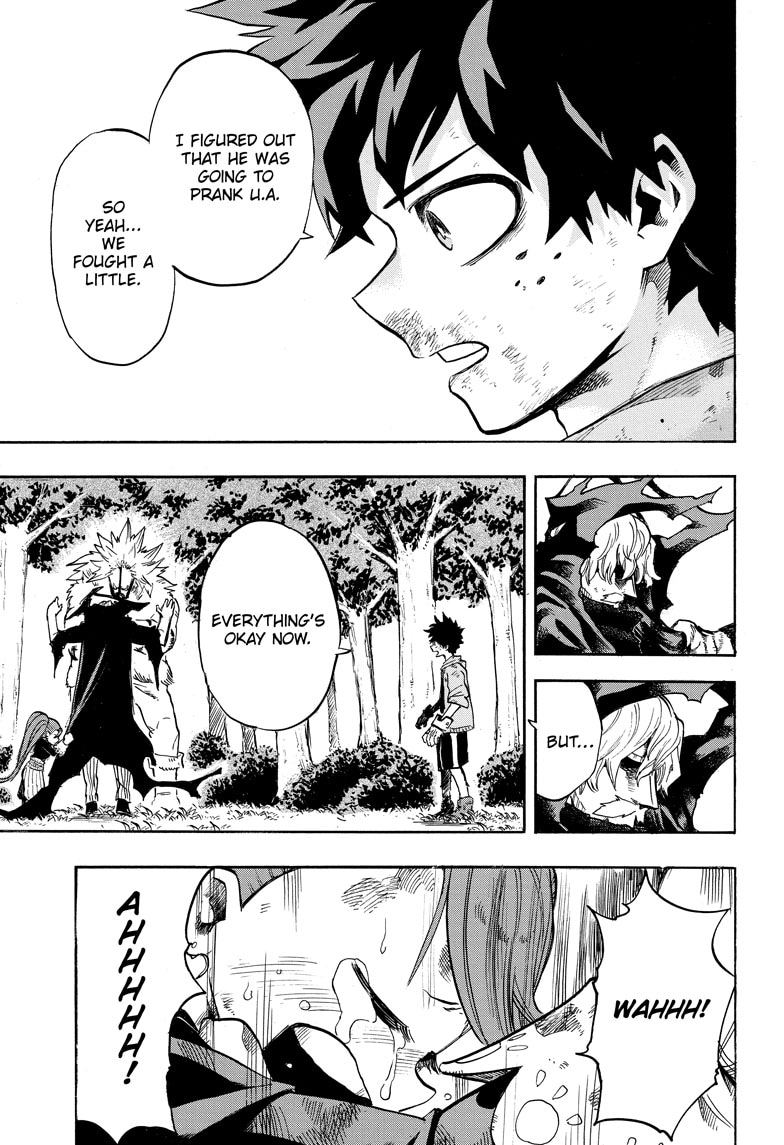 I FIGURED OUT
THAT HE WAS
GOING TO
PRANK U.A.
SO
YEAH...
WE
FOUGHT A
LITTLE.
BUT...
EVERYTHING'S
OKAY NOW.
WAHHH!
AHHHHH!